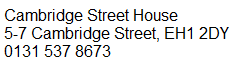 Cambridge Street House
5-7 Cambridge Street, EH1 2DY
0131 537 8673